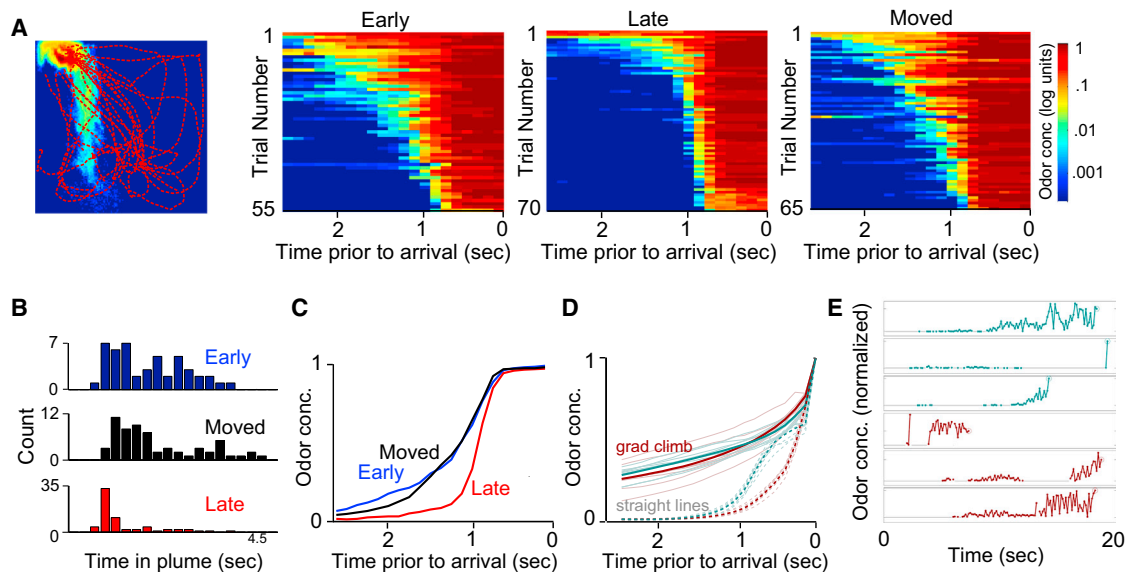 A
Early
Late
Moved
Trial Number
1
55
2
1
0
Time prior to arrival (sec)
Trial Number
1
70
2
1
0
Time prior to arrival (sec)
Trial Number
1
65
2
1
0
Time prior to arrival (sec)
Odor conc (log units)
1
.1
.01
.001
B
Count
7
0
Early
12
0
Moved
35
0
Late
4.5
Time in plume (sec)
C
Odor conc.
1
0
Moved
Early
Late
2
1
0
Time prior to arrival (sec)
D
Odor conc.
1
0
grad climb
straight lines
2
1
0
Time prior to arrival (sec)
E
Odor conc. (normalized)
0
20
Time (sec)